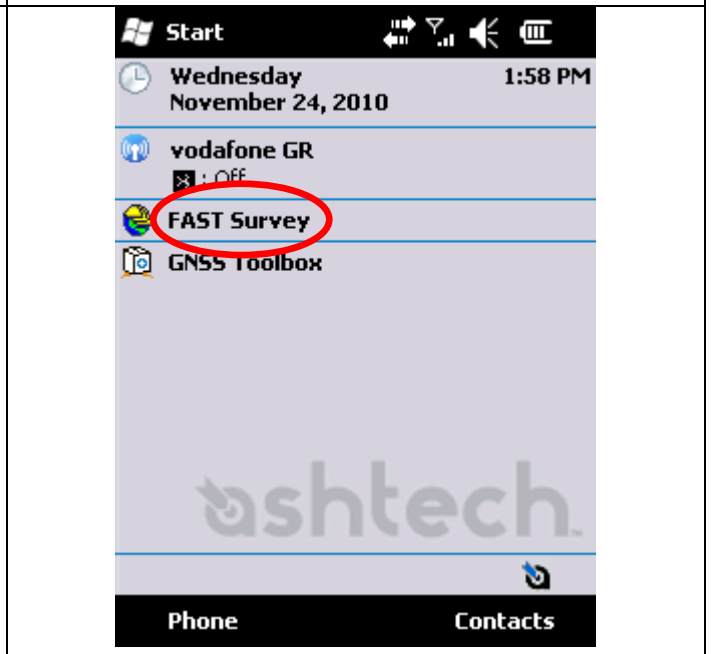 Start
Wednesday 1:58 PM
November 24, 2010
vodafone GR
: Off
FAST Survey
GNSS Toolbox
ashtech
Phone Contacts